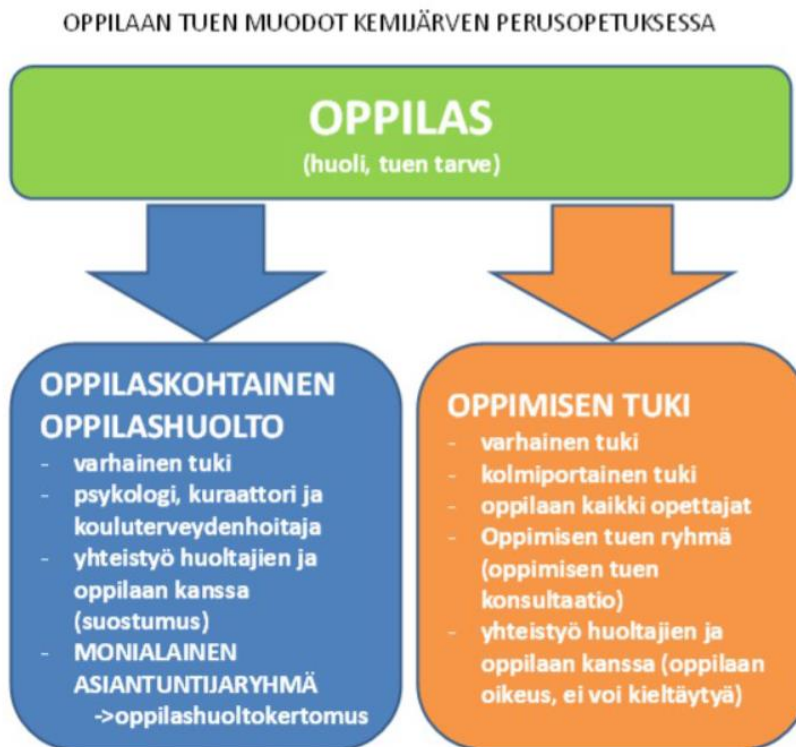 OPPILAAN TUEN MUODOT KEMIJÄRVEN PERUSOPETUKSESSA
OPPILAS
(huoli, tuen tarve)
OPPILASKOHTAINEN
OPPILASHUOLTO
- varhainen tuki
- psykologi, kuraattori ja
kouluterveydenhoitaja
- yhteistyö huoltajien ja
oppilaan kanssa
(suostumus)
- MONIALAINEN
ASIANTUNTIJARYHMÄ
->oppilashuoltokertomus
OPPIMISEN TUKI
- varhainen tuki
- kolmiportainen tuki
- oppilaan kaikki opettajat
- Oppimisen tuen ryhmä
(oppimisen tuen
konsultaatio)
- yhteistyö huoltajien ja
oppilaan kanssa (oppilaan
oikeus, ei voi kieltäytyä)